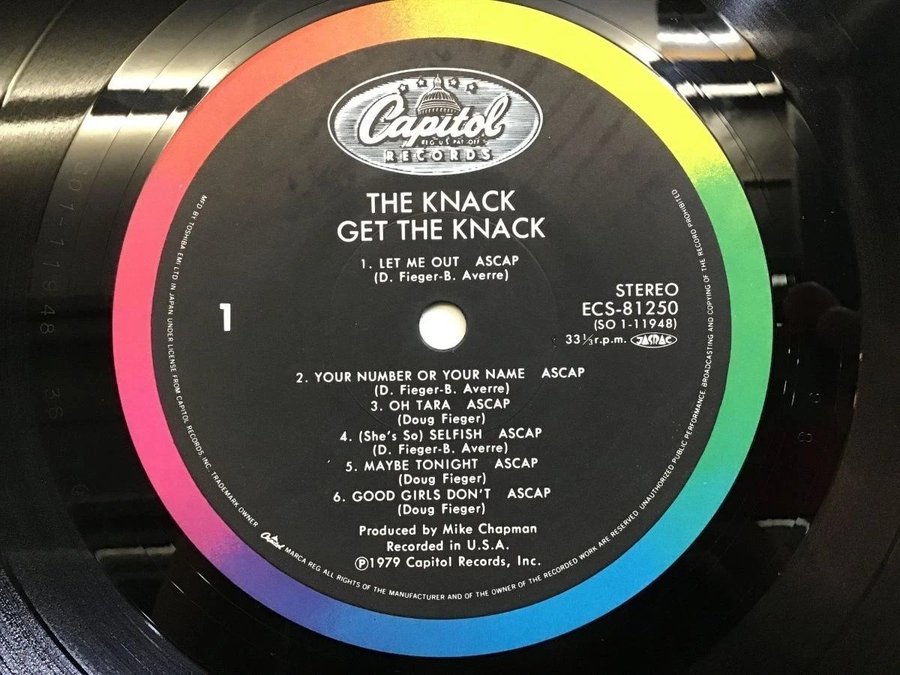 Capitol
REG U S PAT OFF
RECORDS
THE KNACK
GET THE KNACK
1. LET ME OUT ASCAP
(D. Fieger-B. Averre)
1
STEREO
ECS-81250
(SO 1-11948)
33⅓r.p.m. JASRAC
2. YOUR NUMBER OR YOUR NAME ASCAP
(D. Fieger-B. Averre)
3. OH TARA ASCAP
(Doug Fieger)
4. (She's So) SELFISH ASCAP
(D. Fieger-B. Averre)
5. MAYBE TONIGHT ASCAP
(Doug Fieger)
6. GOOD GIRLS DON'T ASCAP
(Doug Fieger)
Produced by Mike Chapman
Recorded in U.S.A.
Ⓟ1979 Capitol Records, Inc.
MF'D BY TOSHIBA EMI LTD IN JAPAN UNDER LICENSE FROM CAPITOL RECORDS, INC. TRADEMARK OWNER Capitol MARCA REG ALL RIGHTS OF THE MANUFACTURER AND OF THE OWNER OF THE RECORDED WORK ARE RESERVED. UNAUTHORIZED PUBLIC PERFORMANCE, BROADCASTING AND COPYING OF THE RECORD PROHIBITED